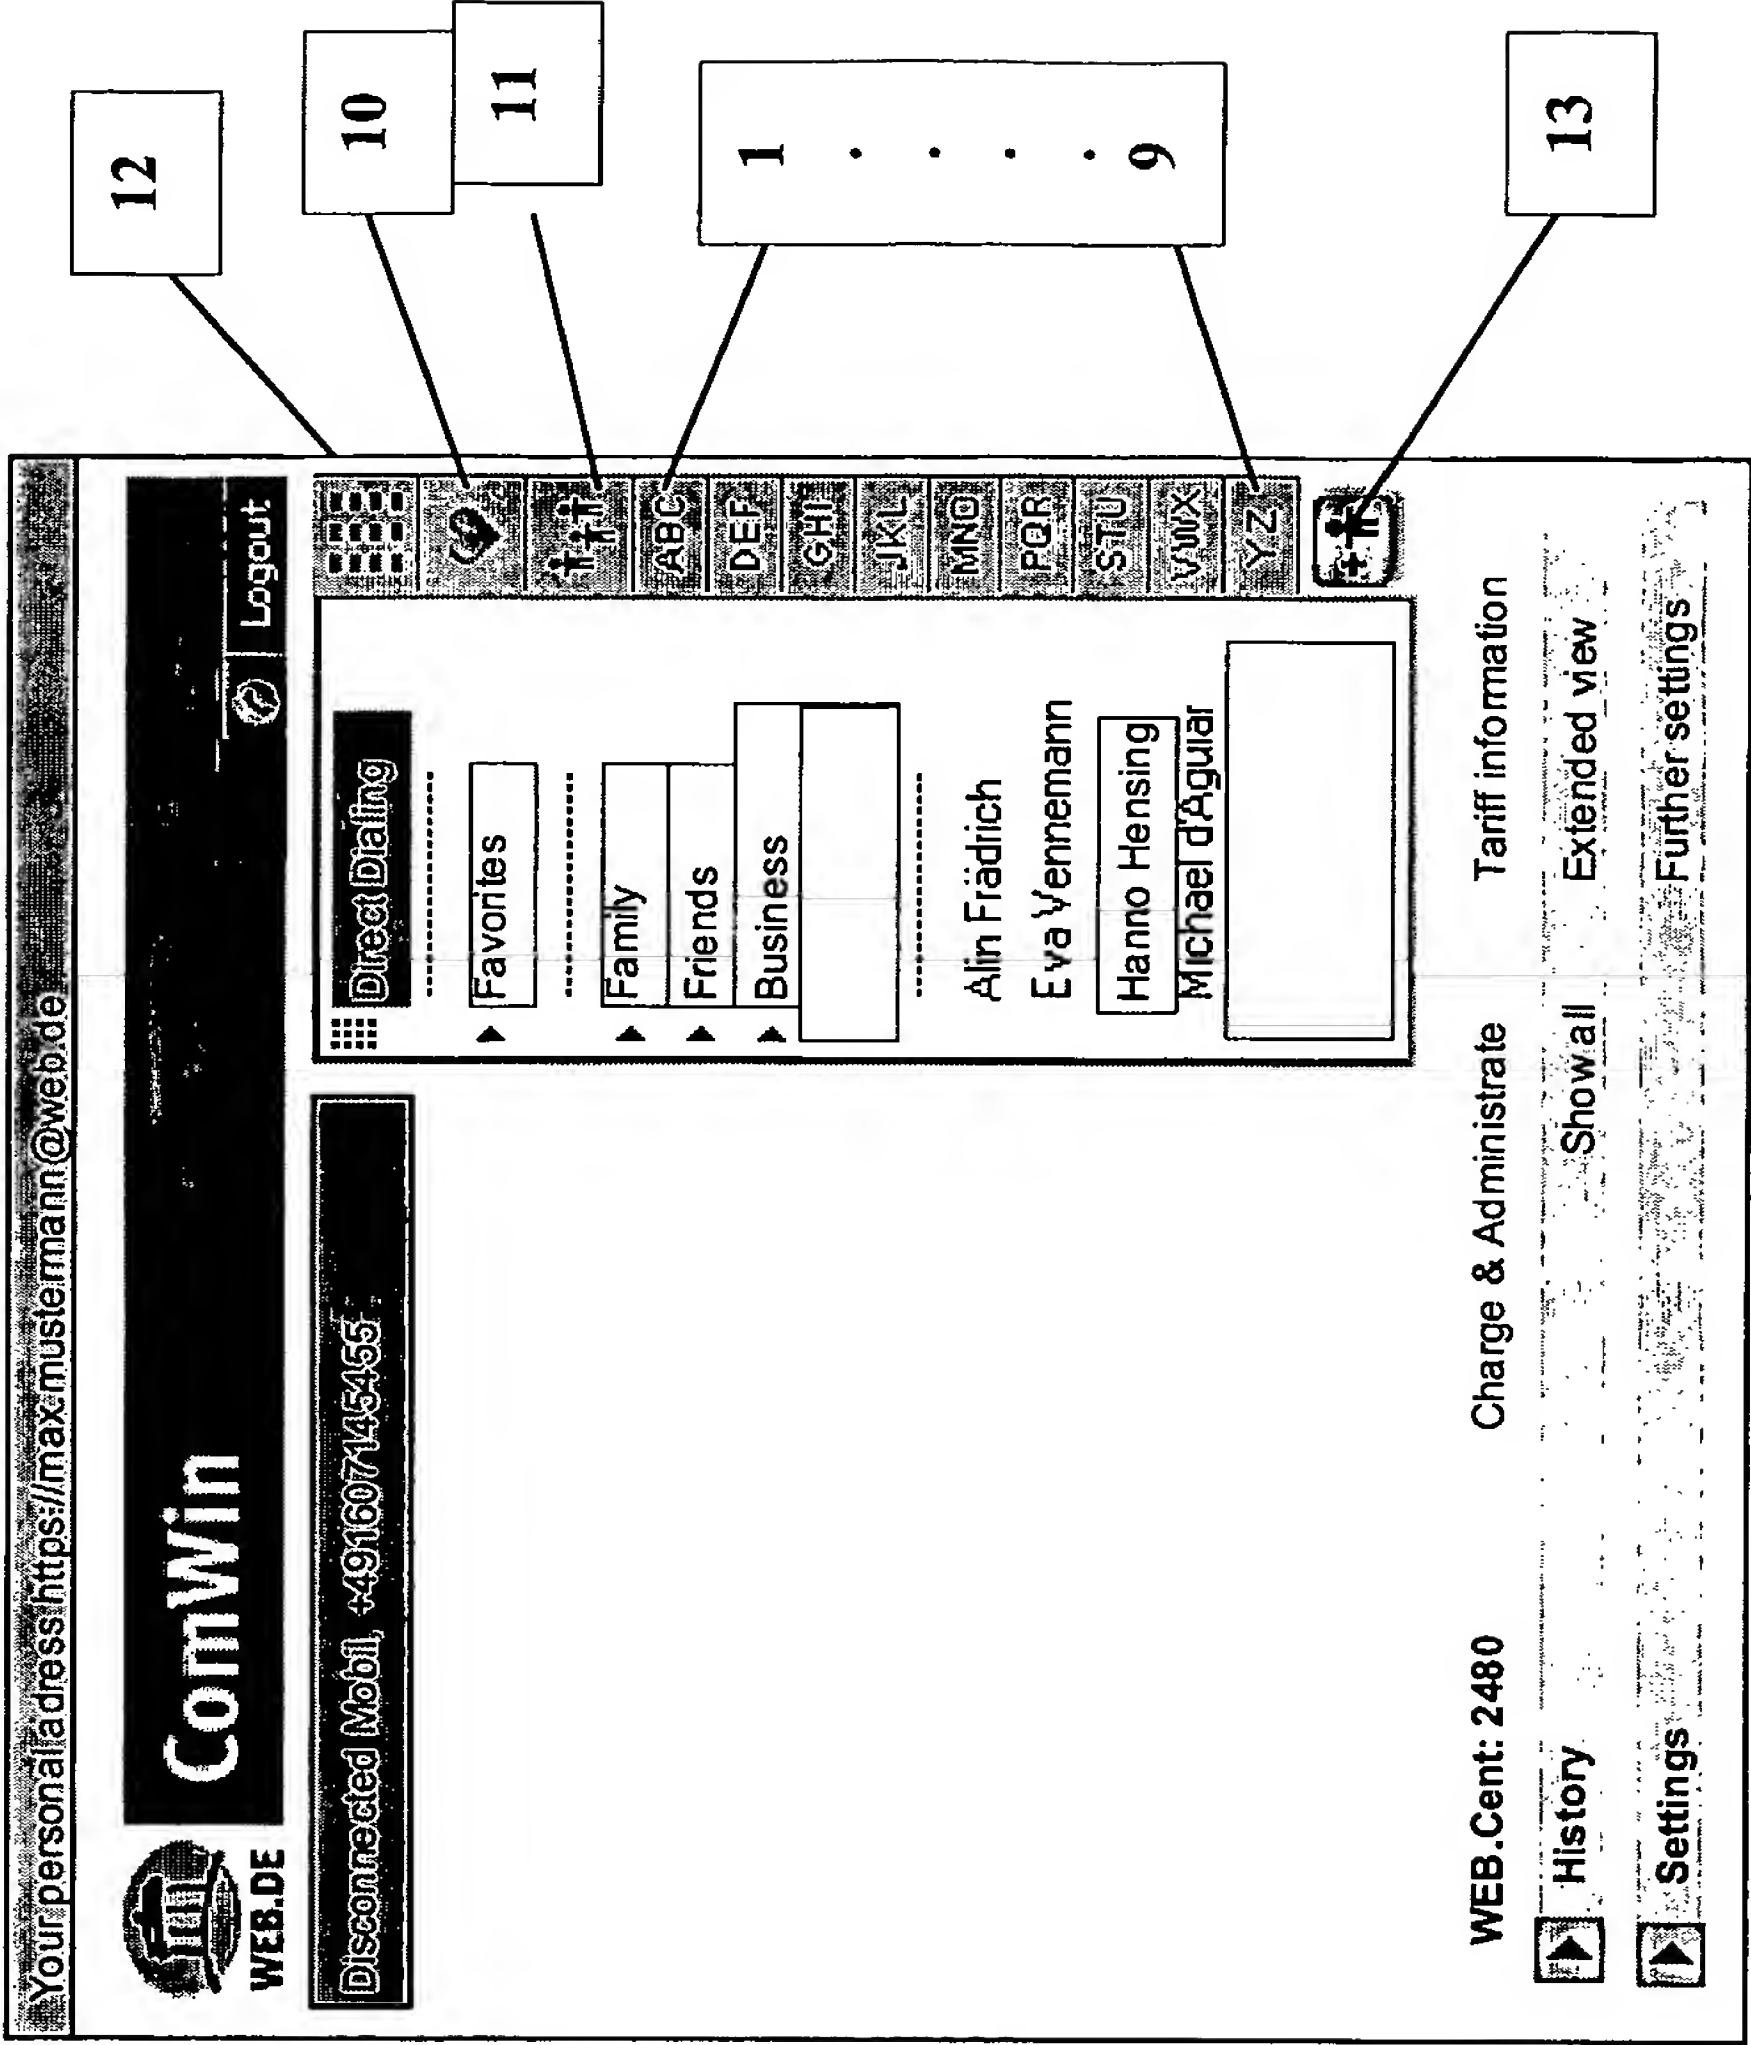 Your personal adress https://max.mustermann@web.de
WEB.DE
ComWin
Logout
Disconnected Mobil, +491607145455
Direct Dialing
Favorites
Family
Friends
Business
Alin Frädrich
Eva Vennemann
Hanno Hensing
Michael d'Aguiar
ABC
DEF
GHI
JKL
MNO
PQR
STU
VWX
YZ
WEB.Cent: 2480 Charge & Administrate Tariff information
History Show all Extended view
Settings Further settings
12
10
11
1
.
.
.
.
9
13